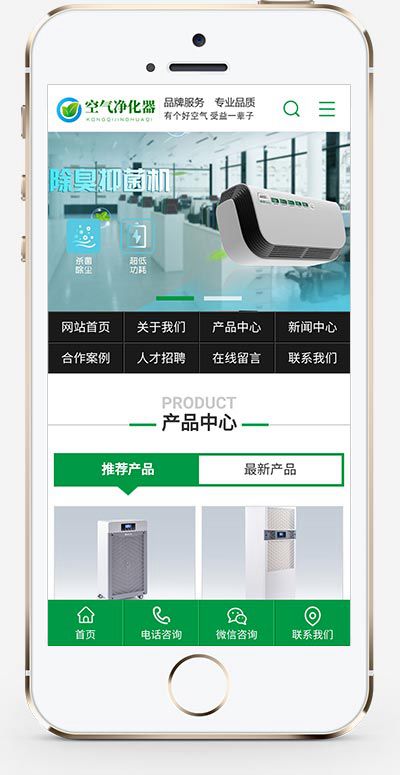 空气净化器
KONGQIJINGHUAQI
品牌服务 专业品质
有个好空气 受益一辈子
除臭抑菌机
杀菌 超低
除尘 功耗
网站首页 关于我们 产品中心 新闻中心
合作案例 人才招聘 在线留言 联系我们
PRODUCT
产品中心
推荐产品 最新产品
首页 电话咨询 微信咨询 联系我们